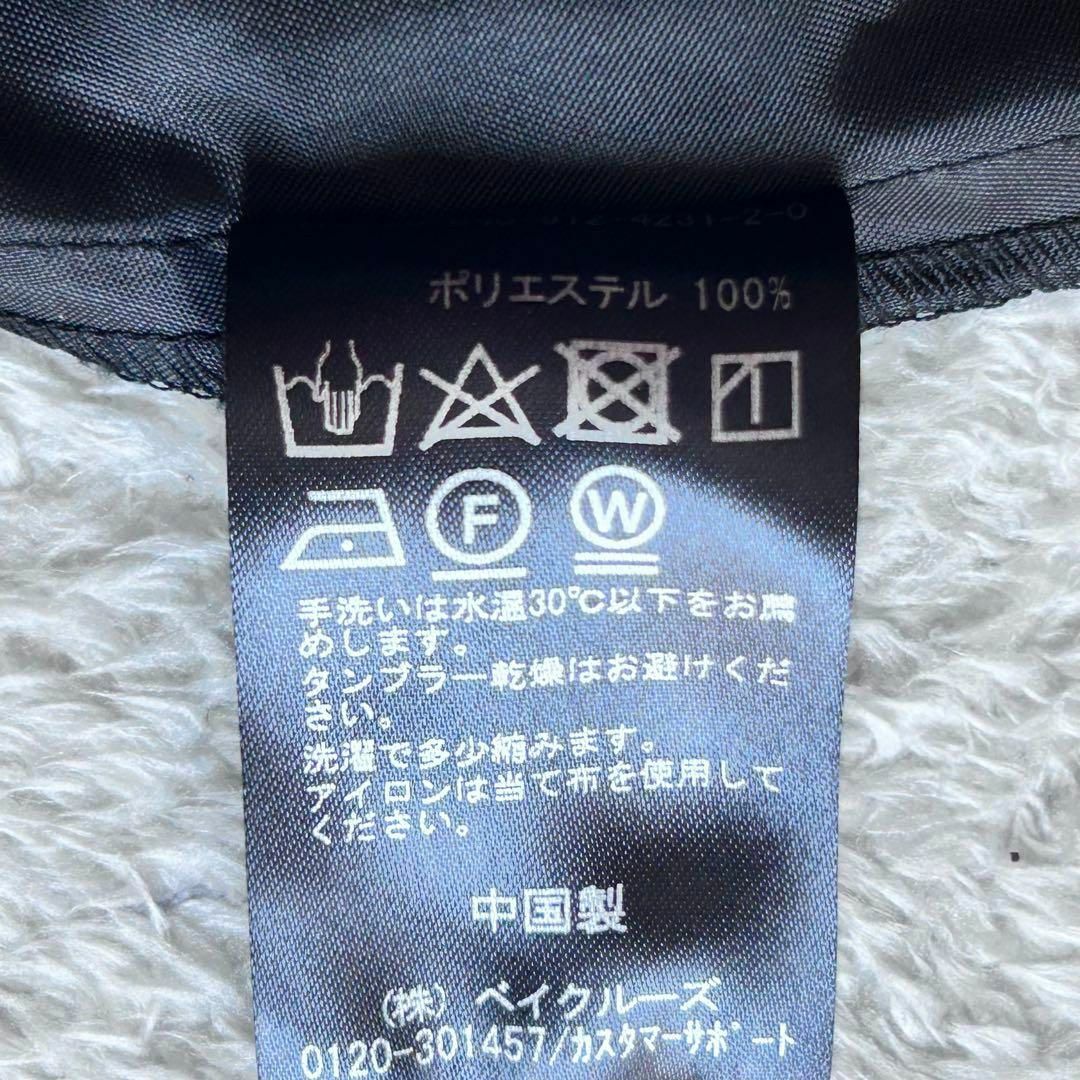 4231-2-0
ポリエステル 100%
F W
手洗いは水温30℃以下をお薦
めします。
タンブラー乾燥はお避けくだ
さい。
洗濯で多少縮みます。
アイロンは当て布を使用して
ください。
中国製
(株) ベイクルーズ
0120-301457/カスタマーサポート